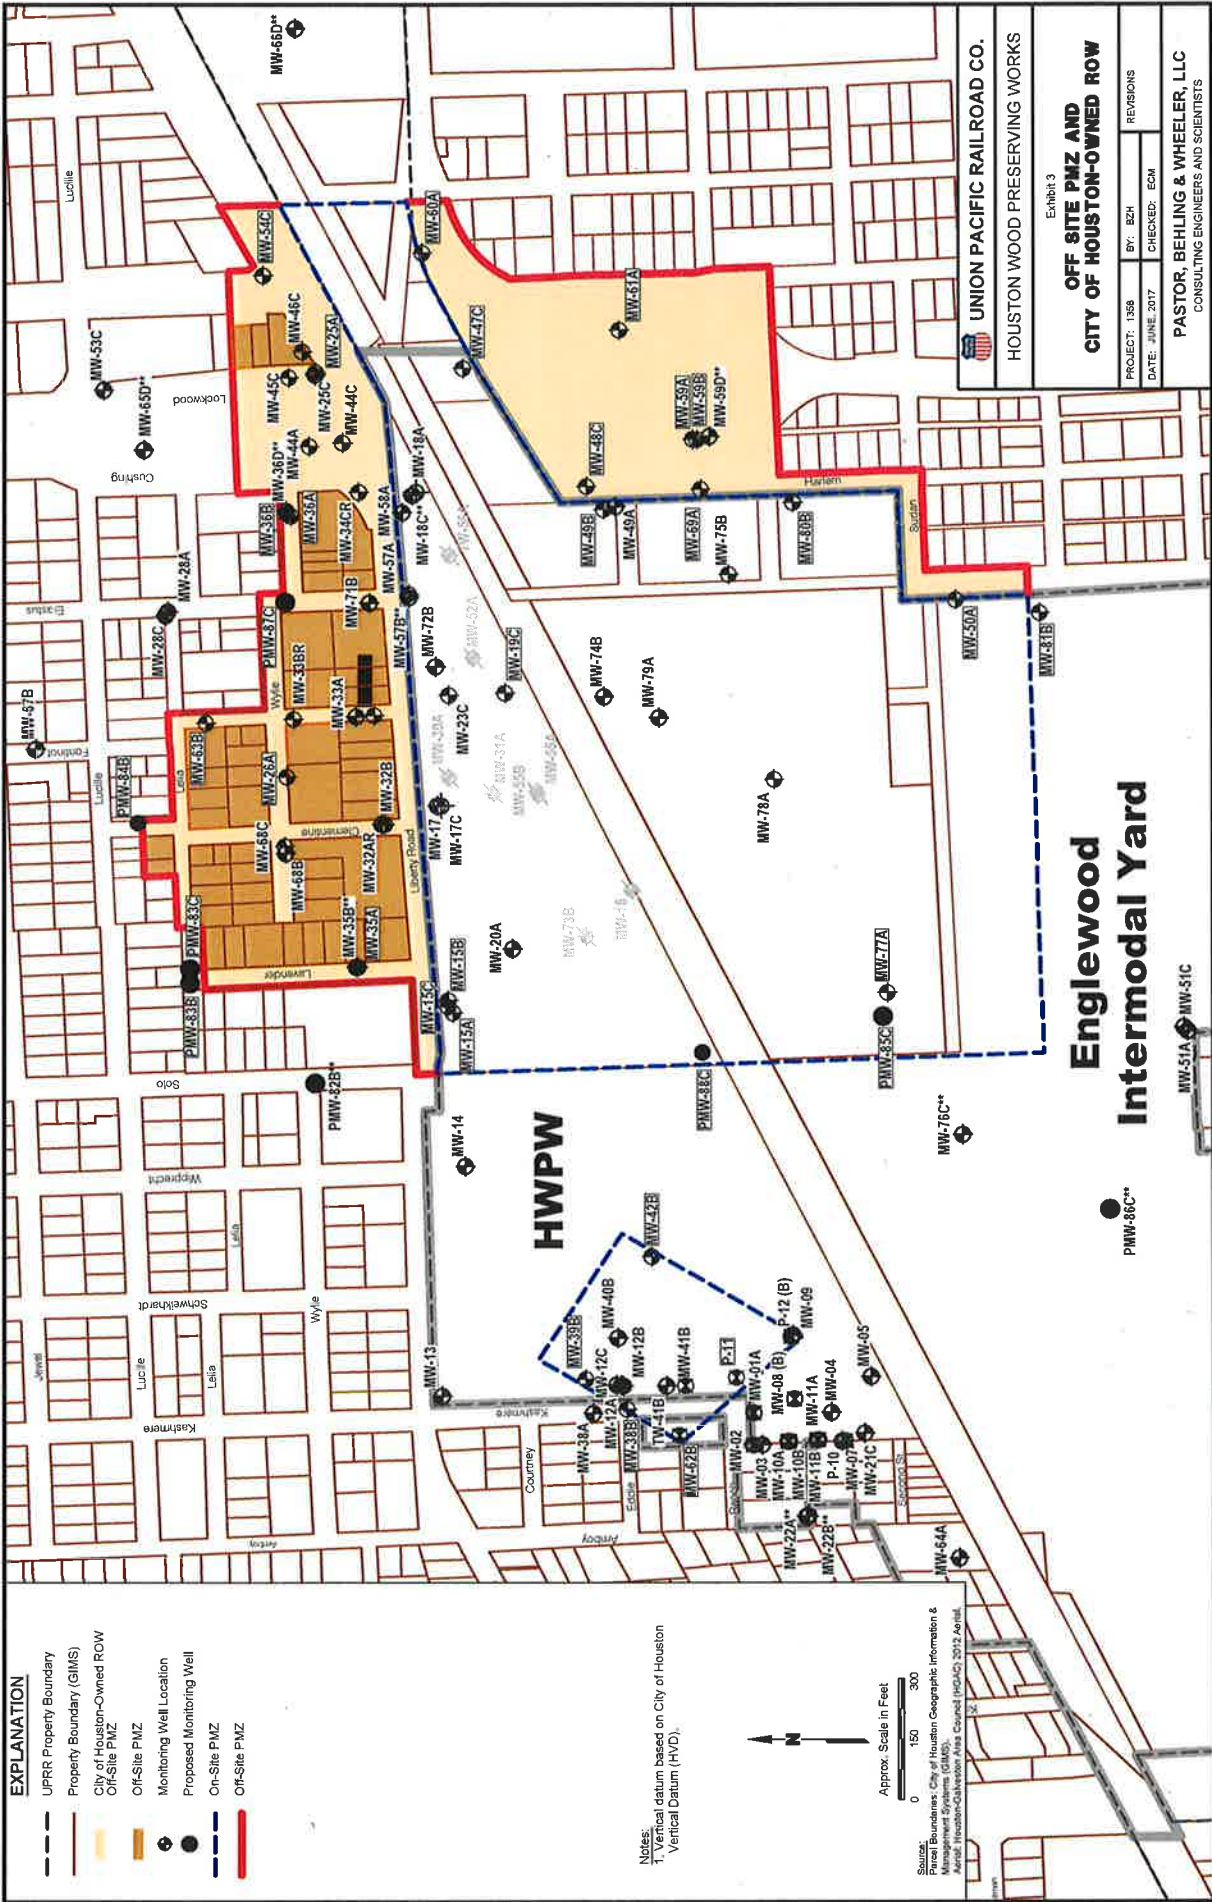 EXPLANATION
UPRR Property Boundary
Property Boundary (GIMS)
City of Houston-Owned ROW
Off-Site PMZ
Off-Site PMZ
Monitoring Well Location
Proposed Monitoring Well
On-Site PMZ
Off-Site PMZ
Notes:
1. Vertical datum based on City of Houston
Vertical Datum (HVD).
N
Approx. Scale in Feet
0 150 300
Source:
Parcel Boundaries: City of Houston Geographic Information &
Management Systems (GIMS).
Aerial: Houston-Galveston Area Council (HGAC) 2012 Aerial.
Jewel
Lucille
Lelia
Kashmere
Schweikhardt
Lelia
Wylie
Wipprecht
Solo
Amboy
Courtney
Eddie
Kashmere
Amboy
Second St
Lavender
Clementine
Liberty Road
Lelia
Wylie
Lucille
Fontinot
Erastus
Cushing
Lockwood
Lucille
Harlem
Sudan
MW-67B
PMW-84B
MW-28C
MW-28A
MW-65D**
MW-53C
MW-66D**
PMW-82B**
PMW-83B
PMW-83C
MW-63B
MW-26A
MW-68C
MW-68B
MW-33BR
MW-33A
MW-32B
MW-32AR
MW-35B**
MW-35A
PMW-87C
MW-71B
MW-34CR
MW-36B
MW-36D**
MW-36A
MW-44A
MW-44C
MW-45C
MW-25C
MW-25A
MW-46C
MW-54C
MW-58A
MW-57A
MW-57B**
MW-18A
MW-18C**
MW-72B
MW-52A
MW-19C
MW-23C
MW-31A
MW-55B
MW-17
MW-17C
MW-15C
MW-15B
MW-15A
MW-20A
MW-73B
MW-14
MW-13
HWPW
MW-60A
MW-47C
MW-61A
MW-48C
MW-59A
MW-59B
MW-59D**
MW-49B
MW-49A
MW-69A
MW-75B
MW-80B
MW-74B
MW-79A
MW-78A
MW-50A
MW-81B
PMW-88C
PMW-85C
MW-77A
MW-76C**
PMW-86C**
MW-51A
MW-51C
Englewood
Intermodal Yard
MW-42B
MW-39B
MW-40B
MW-12C
MW-12B
MW-12A
MW-38A
MW-38B
MW-41B
TW-41B
MW-62B
P-11
P-12 (B)
MW-09
MW-01A
MW-02
MW-03
MW-08 (B)
MW-10A
MW-10B
MW-11A
MW-11B
MW-04
MW-05
P-10
MW-07
MW-21C
MW-22A**
MW-22B**
MW-64A
UNION PACIFIC RAILROAD CO.
HOUSTON WOOD PRESERVING WORKS
Exhibit 3
OFF SITE PMZ AND
CITY OF HOUSTON-OWNED ROW
PROJECT: 1358
BY: BZH
REVISIONS
DATE: JUNE, 2017
CHECKED: ECM
PASTOR, BEHLING & WHEELER, LLC
CONSULTING ENGINEERS AND SCIENTISTS